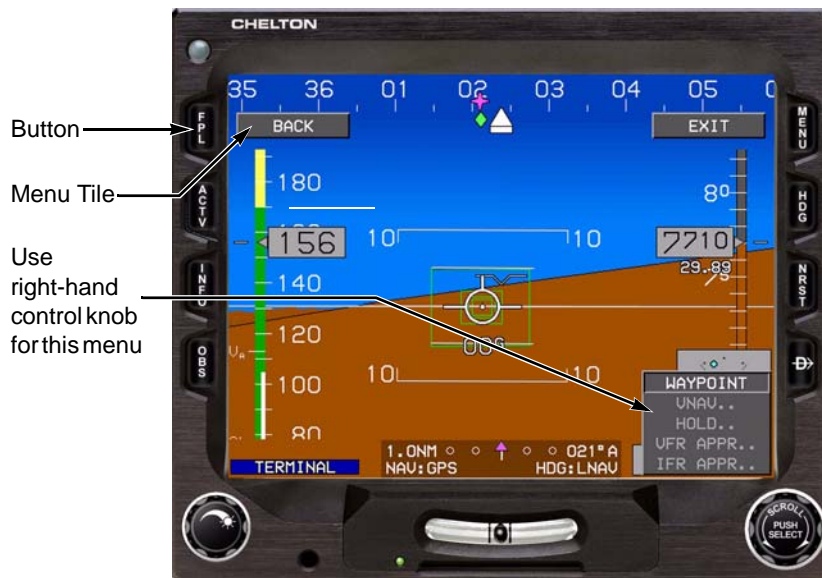 CHELTON
35 36 01 02 03 04 05 0
FPL
Button
BACK
EXIT
MENU
Menu Tile
ACTV
180
80
HDG
156
10 10
7710
Use
right-hand
control knob
for this menu
INFO
140
29.89
NRST
120
00G
OBS
100
10 10
D
WAYPOINT
VNAV..
HOLD..
VFR APPR..
IFR APPR..
80
1.0NM 021°A
TERMINAL
NAV:GPS HDG:LNAV
SCROLL
PUSH
SELECT